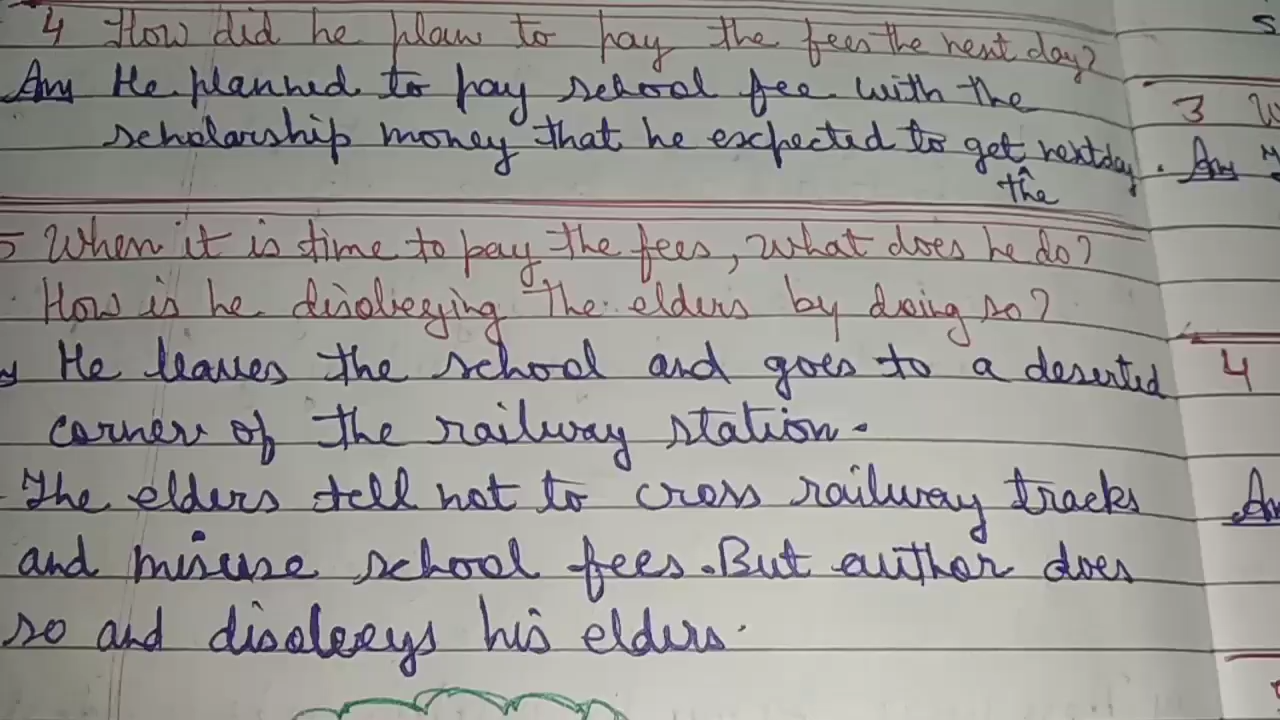 4 How did he plan to pay the fees the next day?
Ans He planned to pay school fee with the
scholarship money that he expected to get nextday.
the
5 When it is time to pay the fees, what does he do?
How is he disobeying the elders by doing so?
He leaves the school and goes to a deserted
corner of the railway station.
The elders tell not to cross railway tracks
and misuse school fees. But author does
so and disobeys his elders.
3
Ans
4
Ans